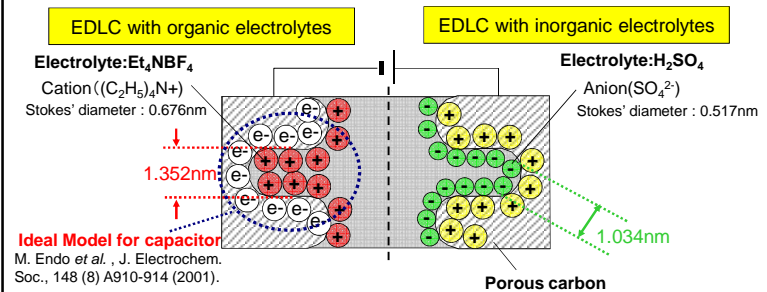 EDLC with organic electrolytes
EDLC with inorganic electrolytes
Electrolyte:Et₄NBF₄
Cation((C₂H₅)₄N+)
Stokes' diameter : 0.676nm
Electrolyte:H₂SO₄
Anion(SO₄²⁻)
Stokes' diameter : 0.517nm
e- + - +
e- e- e- + - + + +
e- + + + - - - - - +
1.352nm
e- + + + - - - - +
e- e- e- + - + + + +
e- + - + +
1.034nm
Ideal Model for capacitor
M. Endo et al. , J. Electrochem.
Soc., 148 (8) A910-914 (2001).
Porous carbon